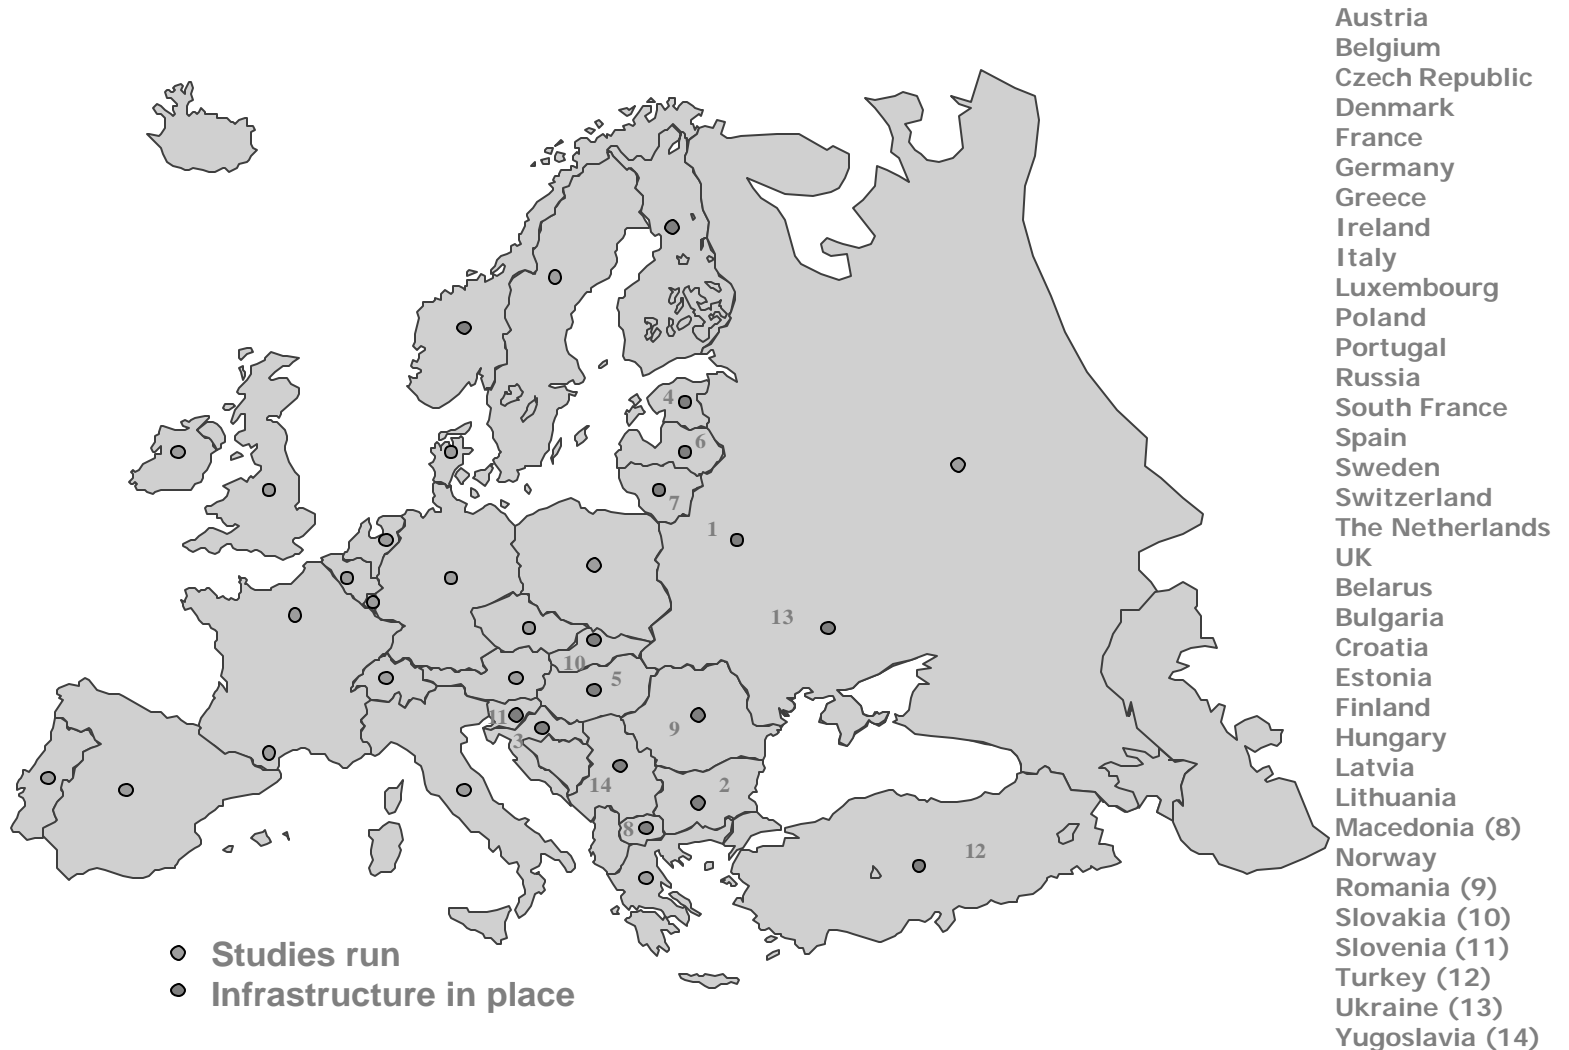 Austria
Belgium
Czech Republic
Denmark
France
Germany
Greece
Ireland
Italy
Luxembourg
Poland
Portugal
Russia
South France
Spain
Sweden
Switzerland
The Netherlands
UK
Belarus
Bulgaria
Croatia
Estonia
Finland
Hungary
Latvia
Lithuania
Macedonia (8)
Norway
Romania (9)
Slovakia (10)
Slovenia (11)
Turkey (12)
Ukraine (13)
Yugoslavia (14)
4
6
7
1
13
10
5
11
9
3
14
2
8
12
Studies run
Infrastructure in place